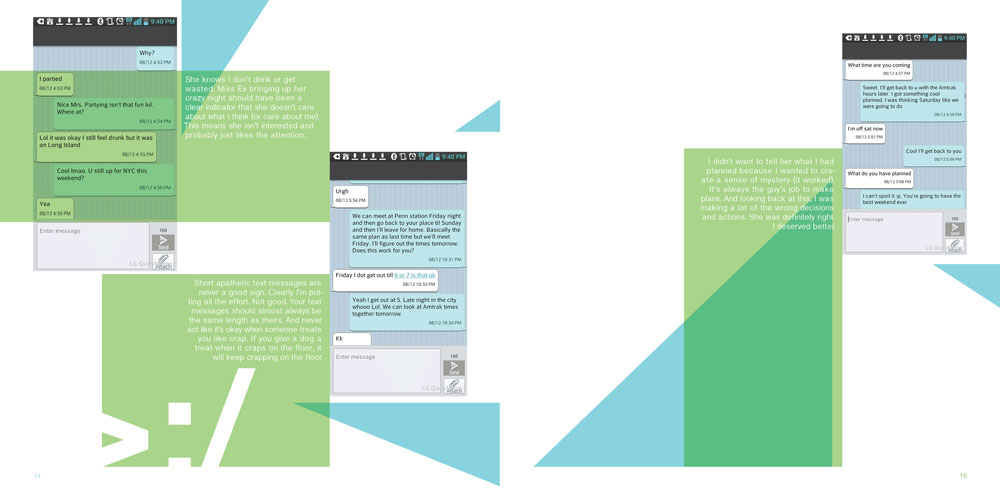 9:40 PM
Why?
08/12 4:52 PM
I partied
08/12 4:53 PM
Nice Mrs. Partying isn't that fun lol.
Where at?
08/12 4:54 PM
Lol it was okay I still feel drunk but it was
on Long Island
08/12 4:55 PM
Cool lmao. U still up for NYC this
weekend?
08/12 4:56 PM
Yea
08/12 4:56 PM
Enter message
160
Send
Attach
She knows I don't drink or get
wasted. Miss Ex bringing up her
crazy night should have been a
clear indicator that she doesn't care
about what I think (or care about me).
This means she isn't interested and
probably just likes the attention.
9:40 PM
Urgh
08/12 5:56 PM
We can meet at Penn station Friday night
and then go back to your place til Sunday
and then I'll leave for home. Basically the
same plan as last time but we'll meet
Friday. I'll figure out the times tomorrow.
Does this work for you?
08/12 18:31 PM
Friday I dot get out till 6 or 7 is that ok
08/12 18:32 PM
Yeah I get out at 5. Late night in the city
whooo Lol. We can look at Amtrak times
together tomorrow
08/12 18:34 PM
Kk
Enter message
160
Send
Attach
Short apathetic text messages are
never a good sign. Clearly I'm put-
ting all the effort. Not good. Your text
messages should almost always be
the same length as theirs. And never
act like it's okay when someone treats
you like crap. If you give a dog a
treat when it craps on the floor, it
will keep crapping on the floor.
>:/
14
I didn't want to tell her what I had
planned because I wanted to cre-
ate a sense of mystery (it worked).
It's always the guy's job to make
plans. And looking back at this, I was
making a lot of the wrong decisions
and actions. She was definitely right.
I deserved better.
9:40 PM
What time are you coming
08/12 4:57 PM
Sweet. I'll get back to u with the Amtrak
hours later. I got something cool
planned. I was thinking Saturday like we
were going to do
08/12 4:58 PM
I'm off sat now
08/12 5:01 PM
Cool I'll get back to you
08/12 5:06 PM
What do you have planned
08/12 5:08 PM
I can't spoil it :p. You're going to have the
best weekend ever
Enter message
160
Send
Attach
15